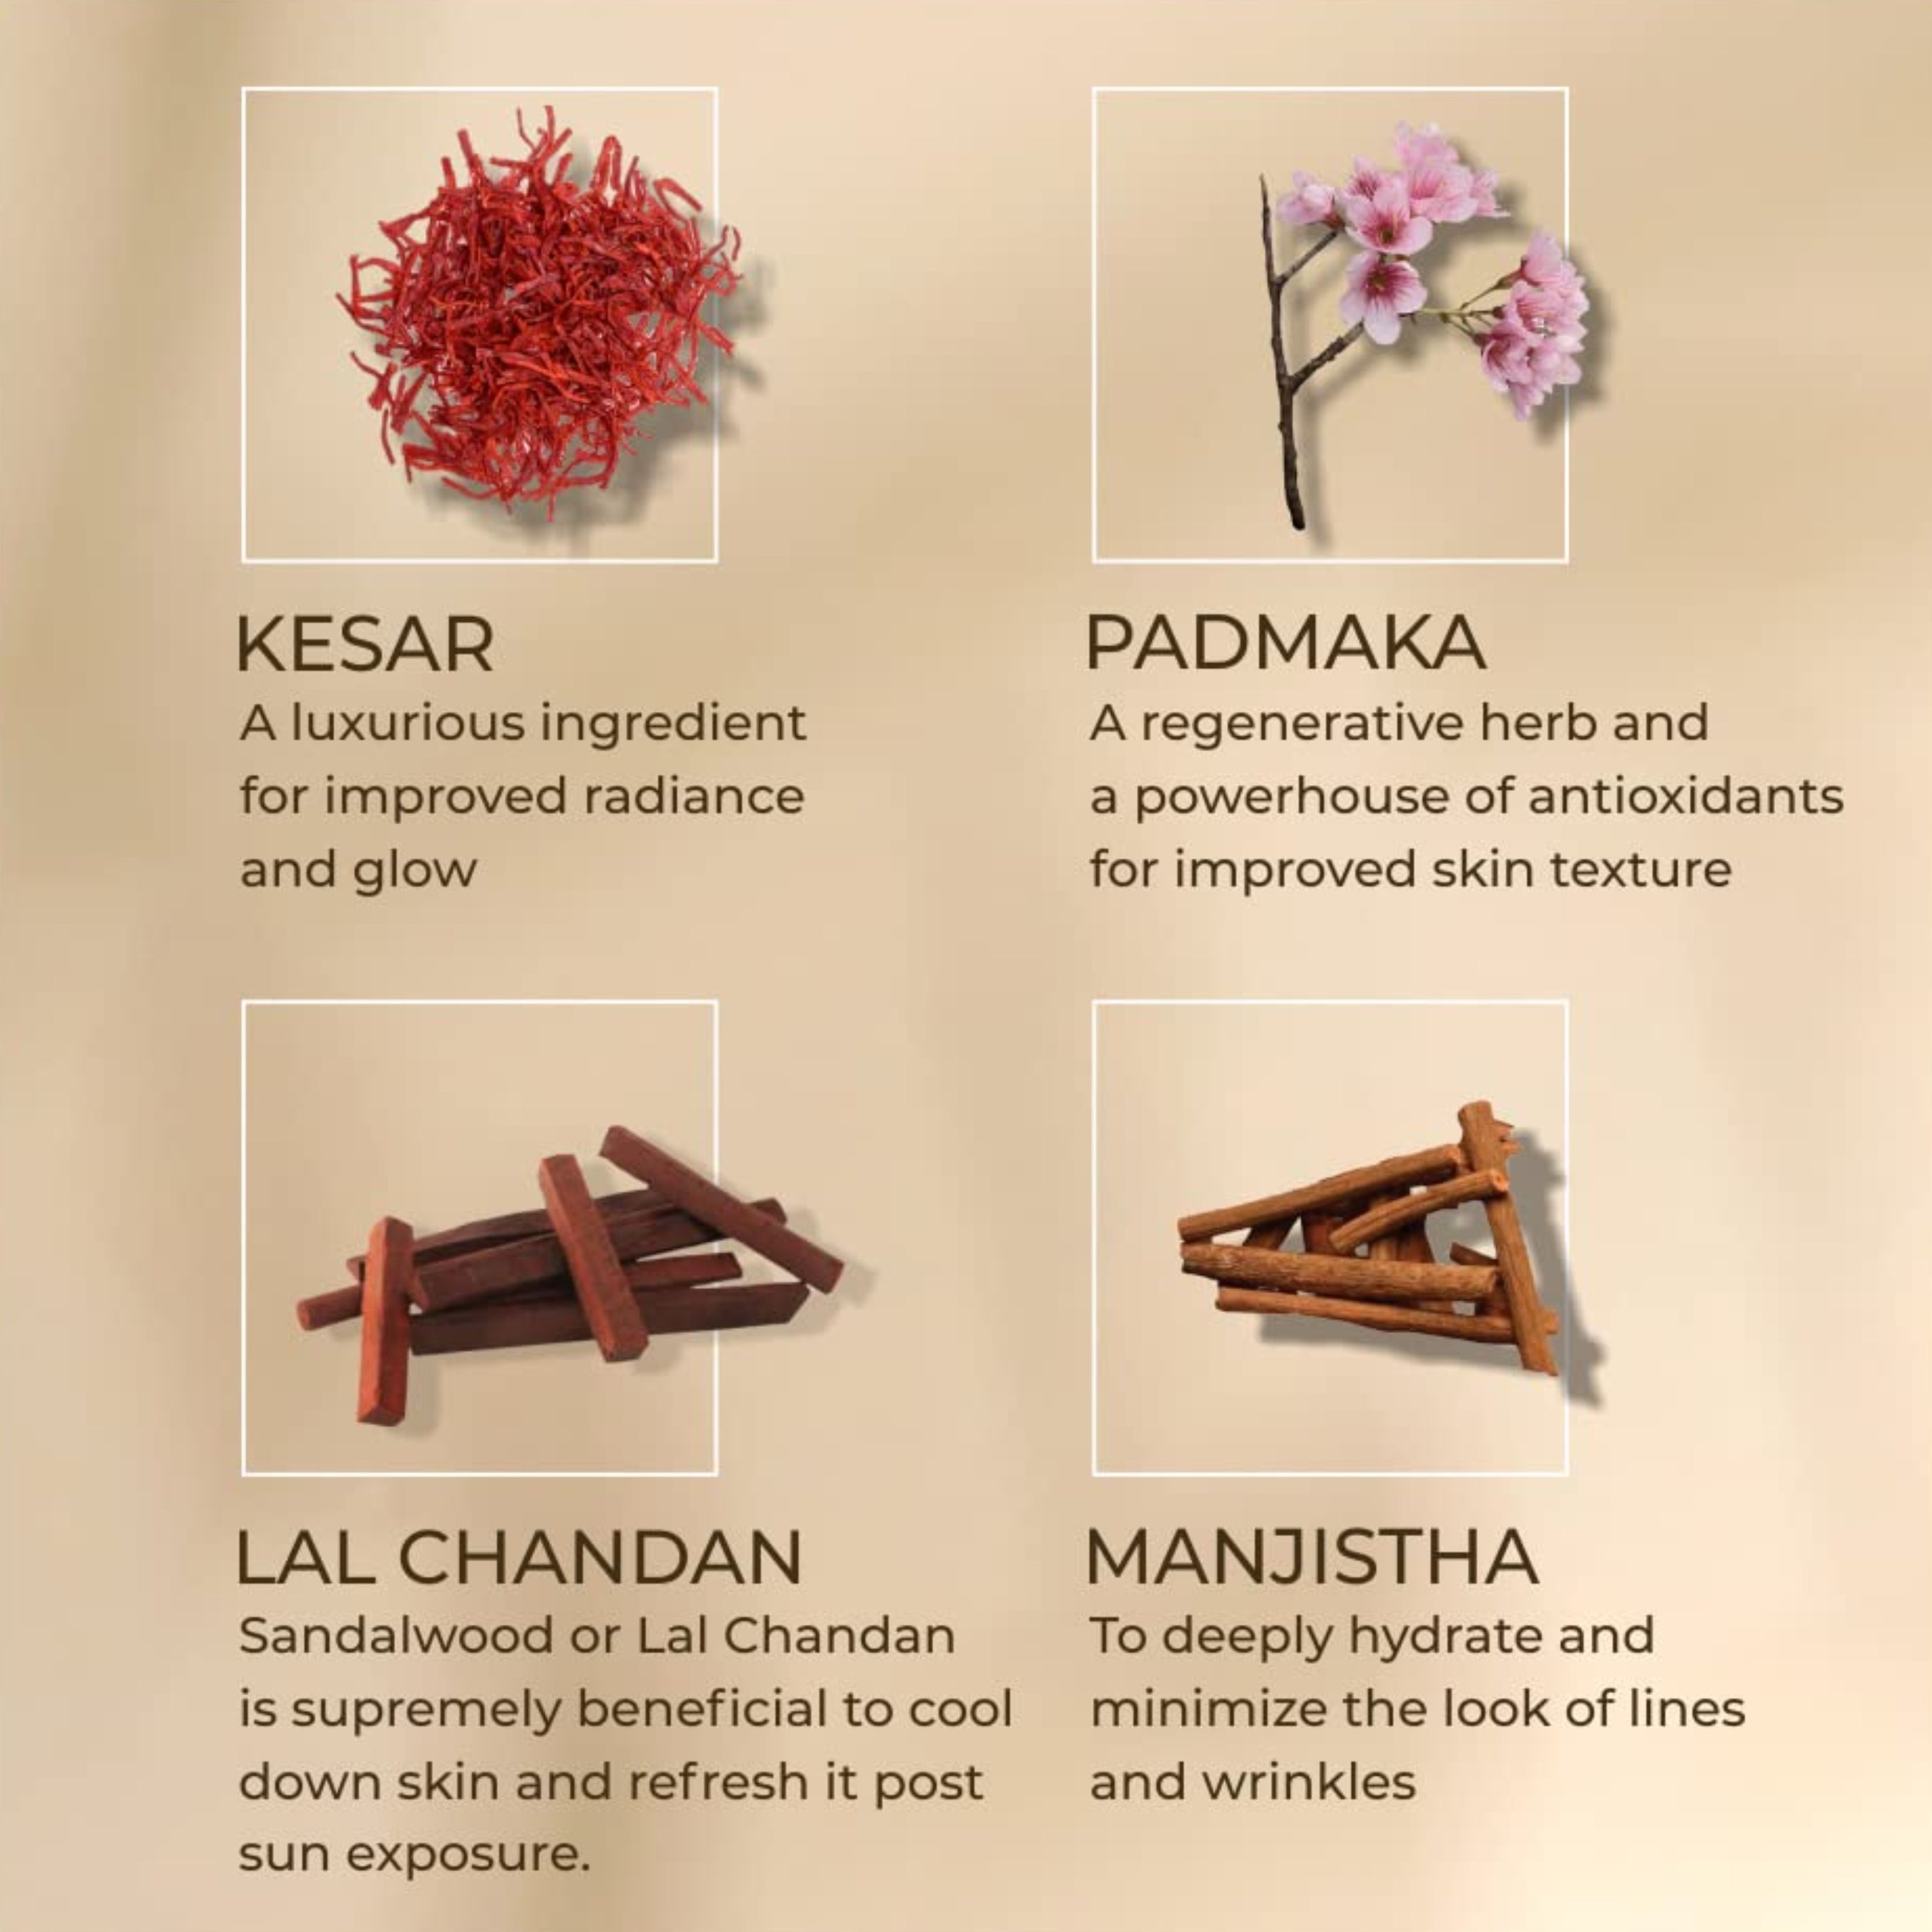 KESAR
A luxurious ingredient
for improved radiance
and glow
PADMAKA
A regenerative herb and
a powerhouse of antioxidants
for improved skin texture
LAL CHANDAN
Sandalwood or Lal Chandan
is supremely beneficial to cool
down skin and refresh it post
sun exposure.
MANJISTHA
To deeply hydrate and
minimize the look of lines
and wrinkles